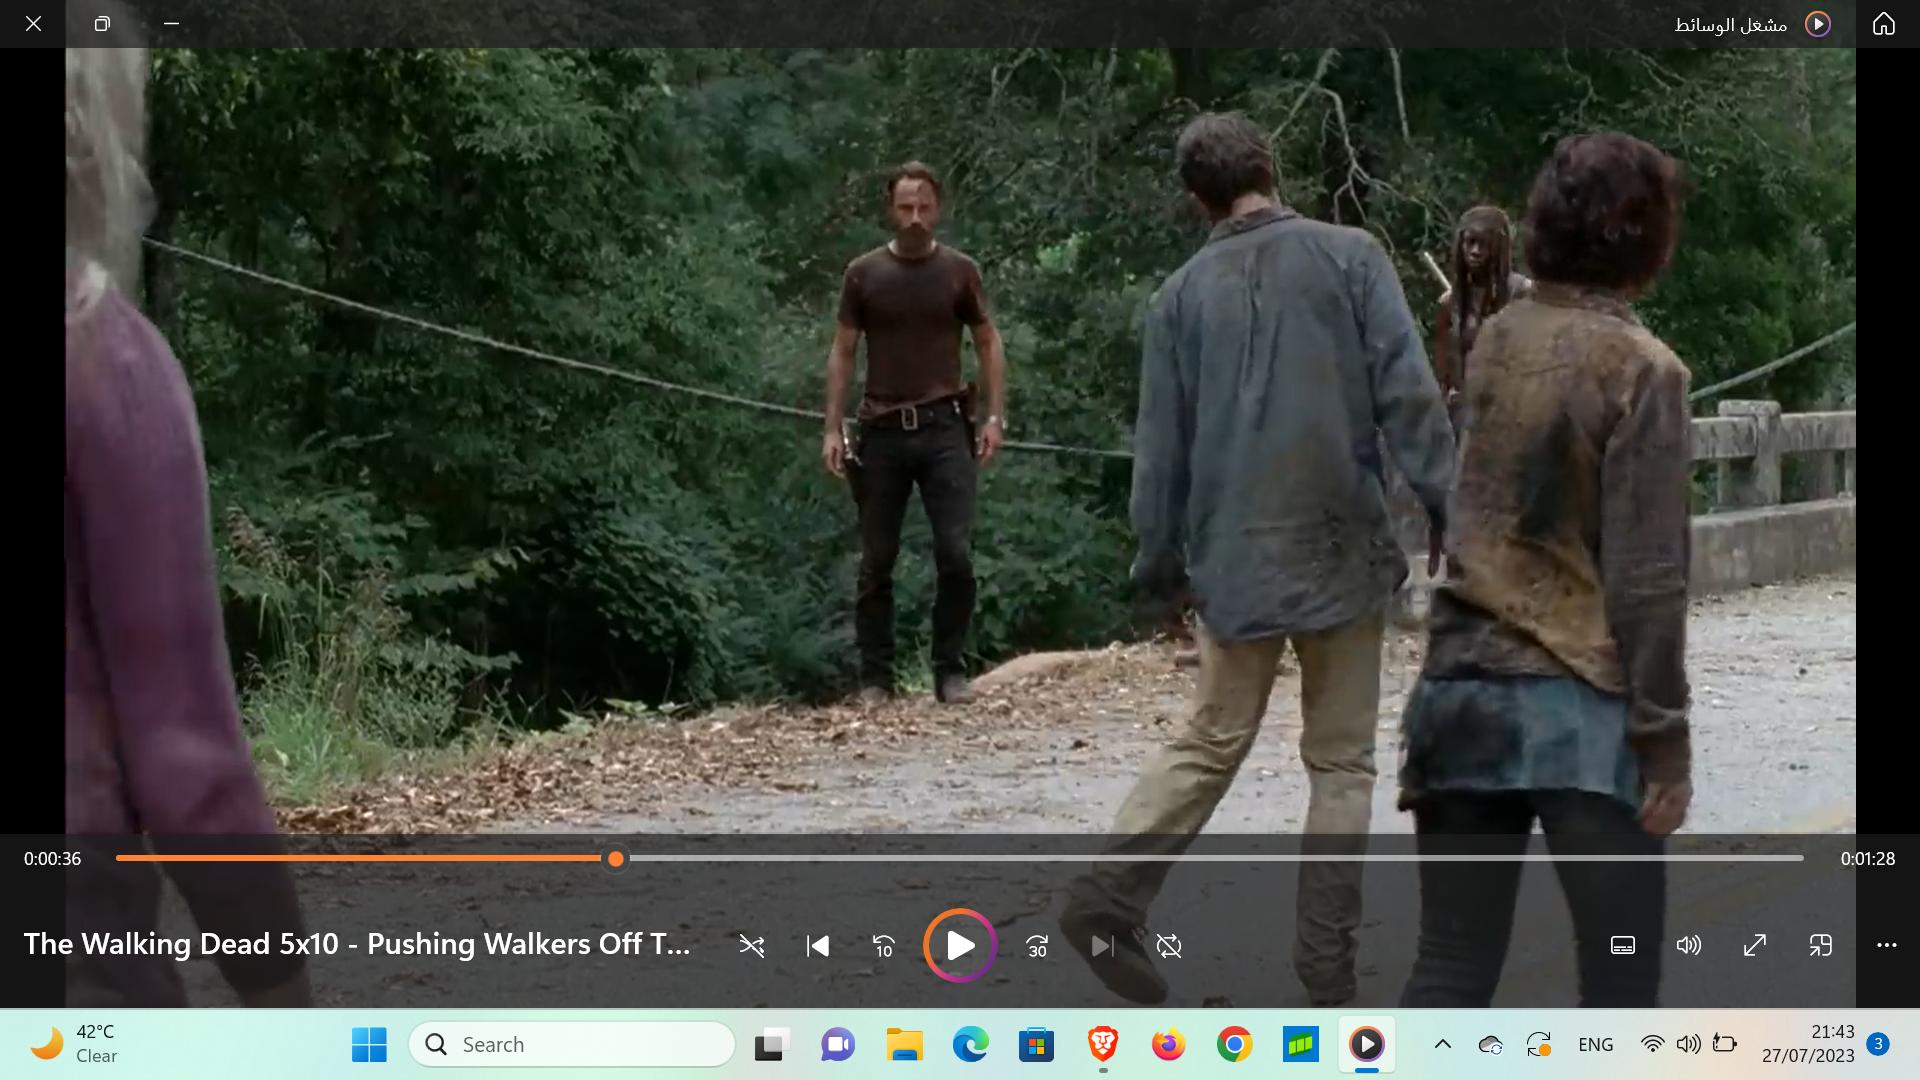 مشغل الوسائط
0:00:36
0:01:28
The Walking Dead 5x10 - Pushing Walkers Off T...
10
30
42°C
Clear
Search
ENG
21:43
27/07/2023
3